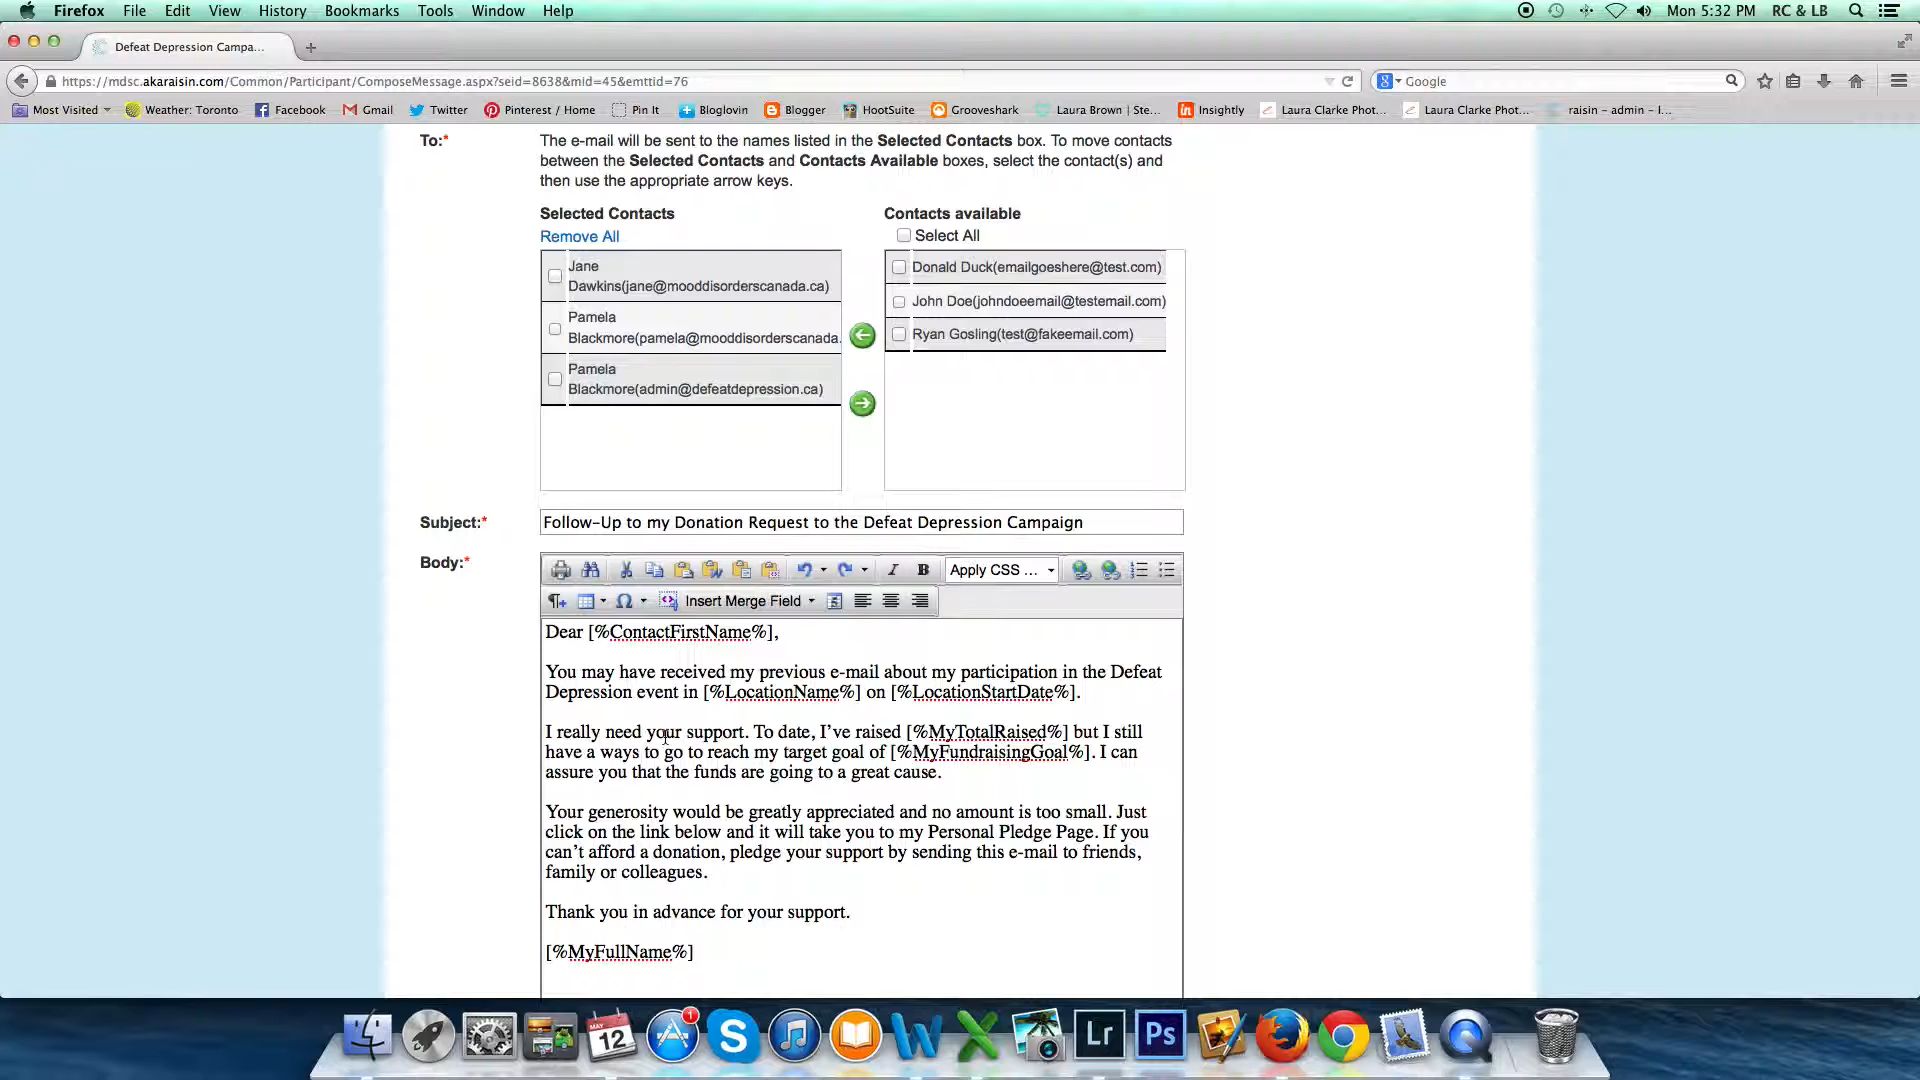 Firefox File Edit View History Bookmarks Tools Window Help Mon 5:32 PM RC & LB
Defeat Depression Campa...
https://mdsc.akaraisin.com/Common/Participant/ComposeMessage.aspx?seid=8638&mid=45&emttid=76 Google
Most Visited Weather: Toronto Facebook Gmail Twitter Pinterest / Home Pin It Bloglovin Blogger HootSuite Grooveshark Laura Brown | Ste... Insightly Laura Clarke Phot... Laura Clarke Phot... raisin - admin - l...
To:* The e-mail will be sent to the names listed in the Selected Contacts box. To move contacts
between the Selected Contacts and Contacts Available boxes, select the contact(s) and
then use the appropriate arrow keys.
Selected Contacts
Remove All
Jane
Dawkins(jane@mooddisorderscanada.ca)
Pamela
Blackmore(pamela@mooddisorderscanada.
Pamela
Blackmore(admin@defeatdepression.ca)
Contacts available
Select All
Donald Duck(emailgoeshere@test.com)
John Doe(johndoeemail@testemail.com)
Ryan Gosling(test@fakeemail.com)
Subject:* Follow-Up to my Donation Request to the Defeat Depression Campaign
Body:*
Apply CSS ...
Insert Merge Field
Dear [%ContactFirstName%],
You may have received my previous e-mail about my participation in the Defeat
Depression event in [%LocationName%] on [%LocationStartDate%].
I really need your support. To date, I’ve raised [%MyTotalRaised%] but I still
have a ways to go to reach my target goal of [%MyFundraisingGoal%]. I can
assure you that the funds are going to a great cause.
Your generosity would be greatly appreciated and no amount is too small. Just
click on the link below and it will take you to my Personal Pledge Page. If you
can’t afford a donation, pledge your support by sending this e-mail to friends,
family or colleagues.
Thank you in advance for your support.
[%MyFullName%]
MAY
12
1
Lr
Ps